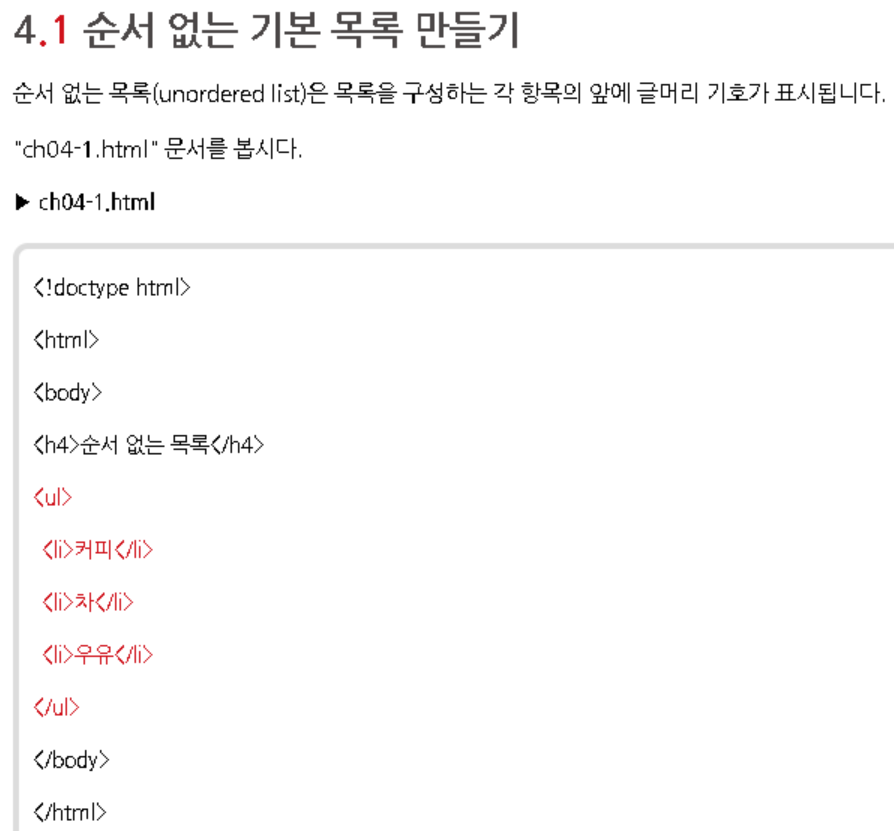 4.1 순서 없는 기본 목록 만들기
순서 없는 목록(unordered list)은 목록을 구성하는 각 항목의 앞에 글머리 기호가 표시됩니다.
"ch04-1.html" 문서를 봅시다.
▶ ch04-1.html
<!doctype html>
<html>
<body>
<h4>순서 없는 목록</h4>
<ul>
<li>커피</li>
<li>차</li>
<li>우유</li>
</ul>
</body>
</html>